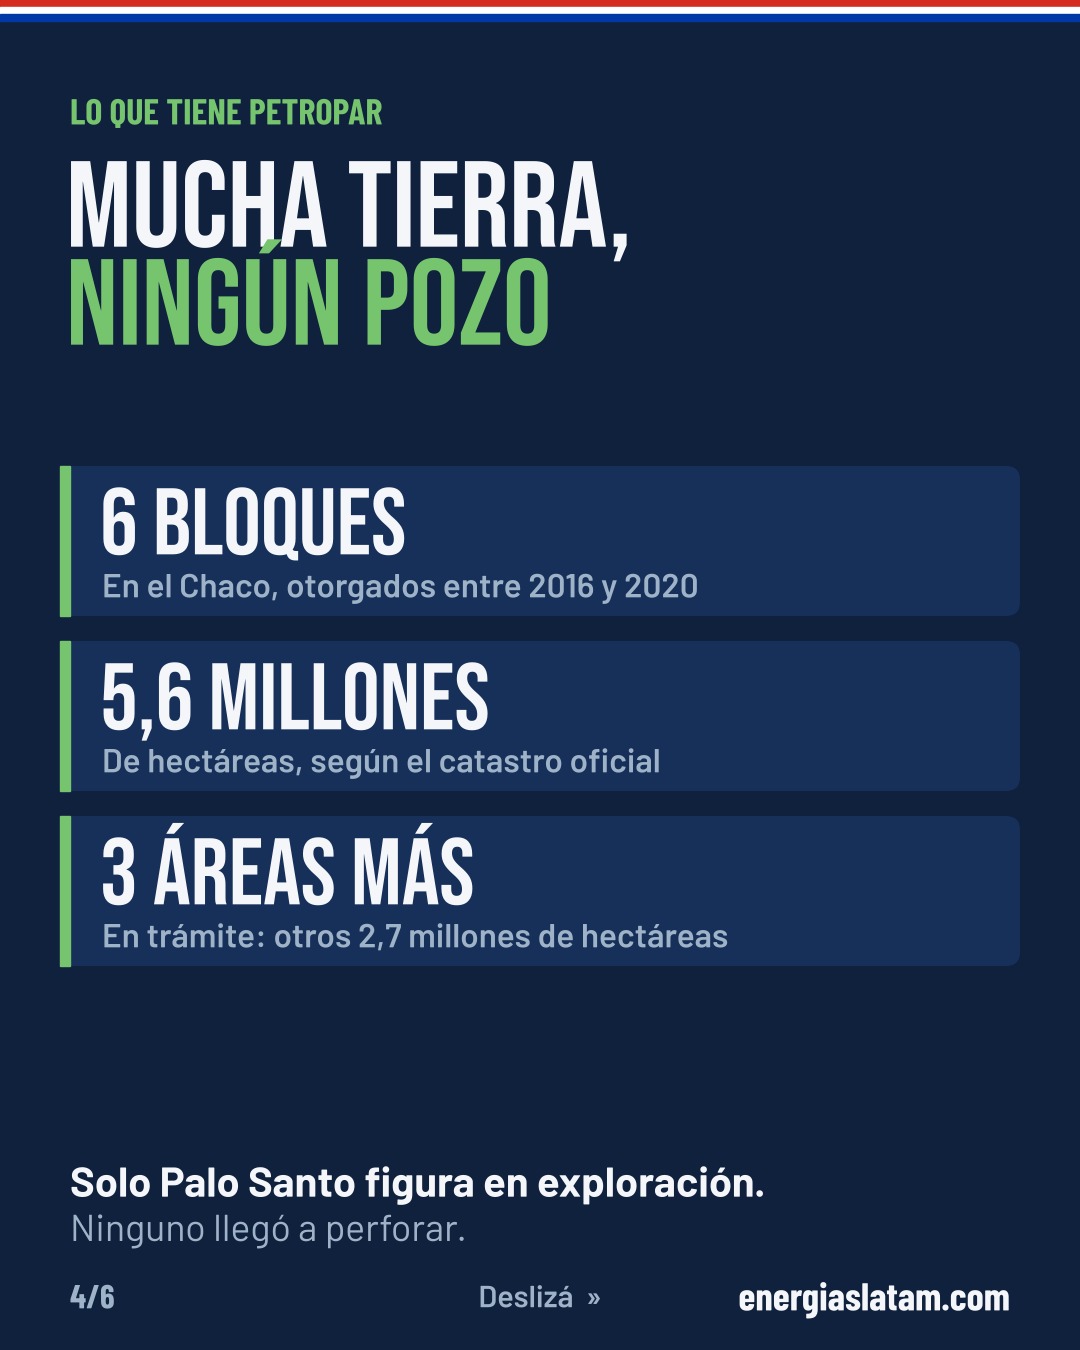 LO QUE TIENE PETROPAR
MUCHA TIERRA,
NINGÚN POZO
6 BLOQUES
En el Chaco, otorgados entre 2016 y 2020
5,6 MILLONES
De hectáreas, según el catastro oficial
3 ÁREAS MÁS
En trámite: otros 2,7 millones de hectáreas
Solo Palo Santo figura en exploración.
Ninguno llegó a perforar.
4/6
Deslizá »
energiaslatam.com